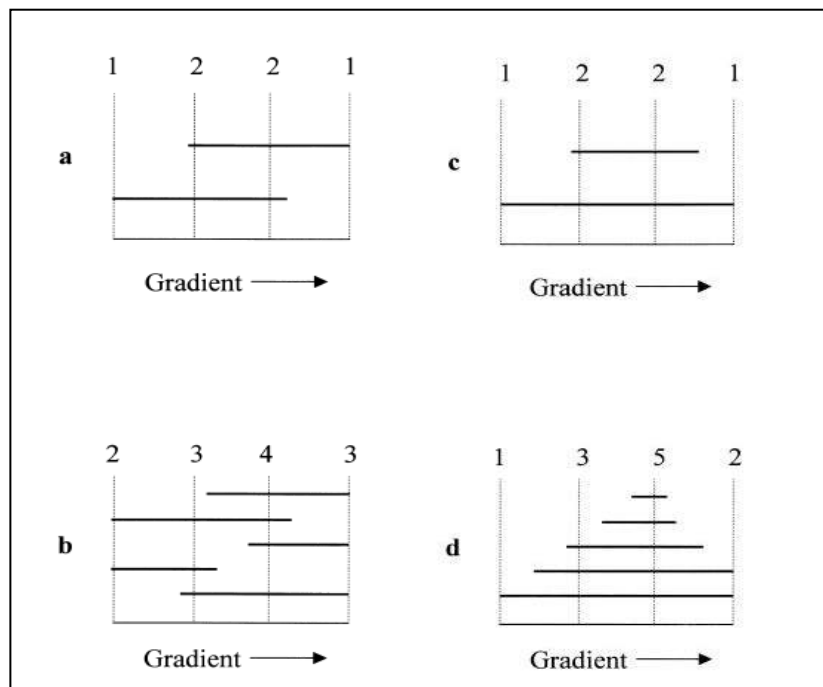 1 2 2 1
a
Gradient
1 2 2 1
c
Gradient
2 3 4 3
b
Gradient
1 3 5 2
d
Gradient